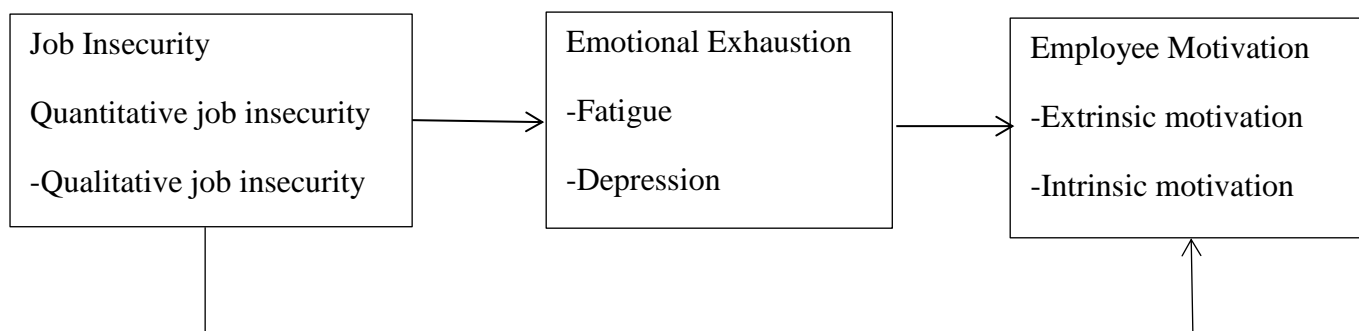 Job Insecurity
Quantitative job insecurity
-Qualitative job insecurity
Emotional Exhaustion
-Fatigue
-Depression
Employee Motivation
-Extrinsic motivation
-Intrinsic motivation